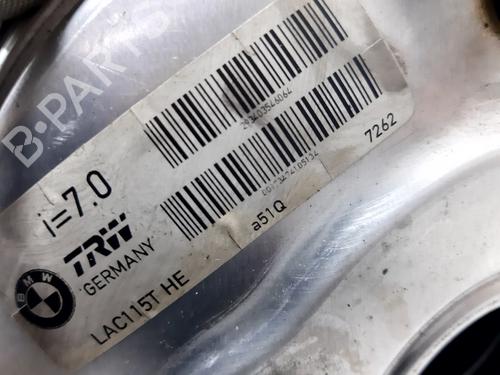 i=7.0
TRW
GERMANY
LAC115T HE
BMW
a51Q
7262
B-PARTS